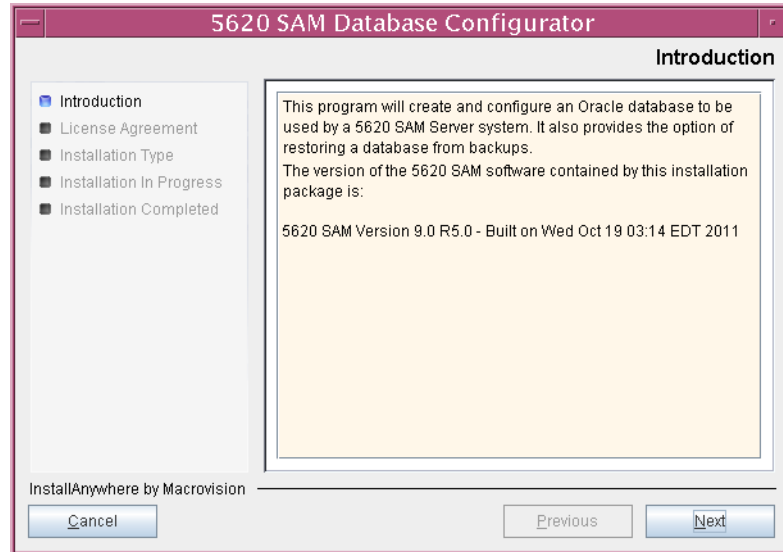 5620 SAM Database Configurator
Introduction
Introduction
License Agreement
Installation Type
Installation In Progress
Installation Completed
This program will create and configure an Oracle database to be
used by a 5620 SAM Server system. It also provides the option of
restoring a database from backups.
The version of the 5620 SAM software contained by this installation
package is:
5620 SAM Version 9.0 R5.0 - Built on Wed Oct 19 03:14 EDT 2011
InstallAnywhere by Macrovision
Cancel
Previous
Next